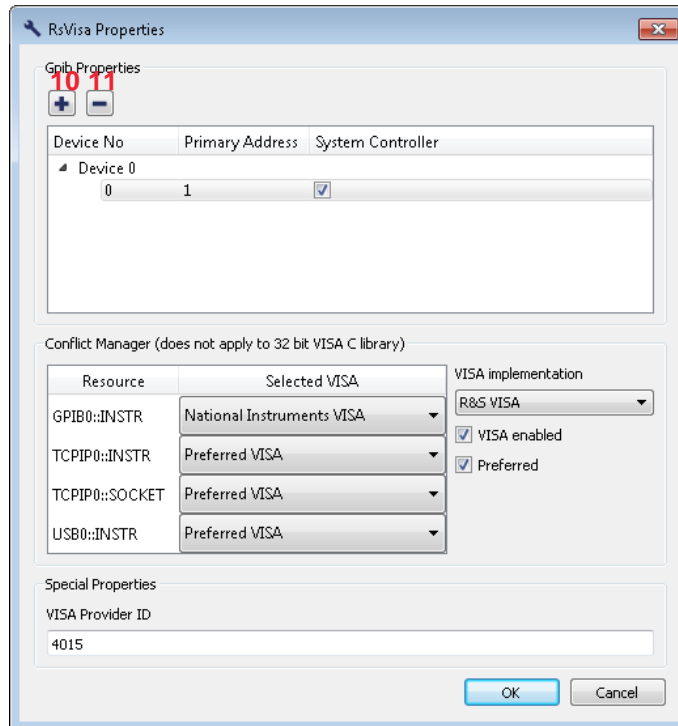 RsVisa Properties
Gpib Properties
10 11
Device No Primary Address System Controller
Device 0
0 1
Conflict Manager (does not apply to 32 bit VISA C library)
Resource Selected VISA
GPIB0::INSTR National Instruments VISA
TCPIP0::INSTR Preferred VISA
TCPIP0::SOCKET Preferred VISA
USB0::INSTR Preferred VISA
VISA implementation
R&S VISA
VISA enabled
Preferred
Special Properties
VISA Provider ID
4015
OK Cancel